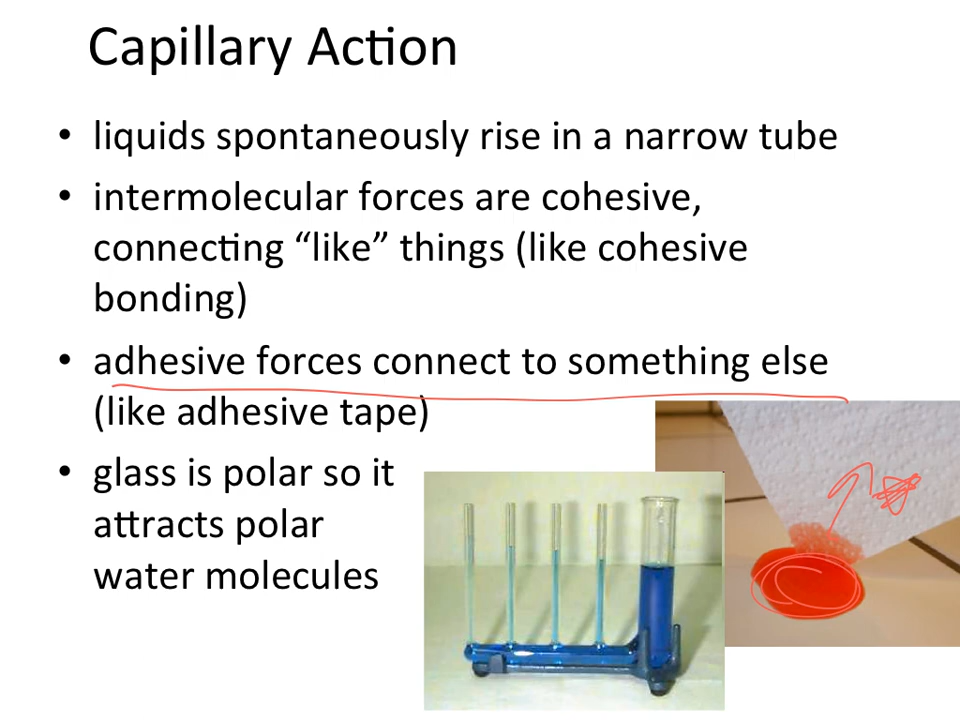 Capillary Action
• liquids spontaneously rise in a narrow tube
• intermolecular forces are cohesive,
connecting “like” things (like cohesive
bonding)
• adhesive forces connect to something else
(like adhesive tape)
• glass is polar so it
attracts polar
water molecules